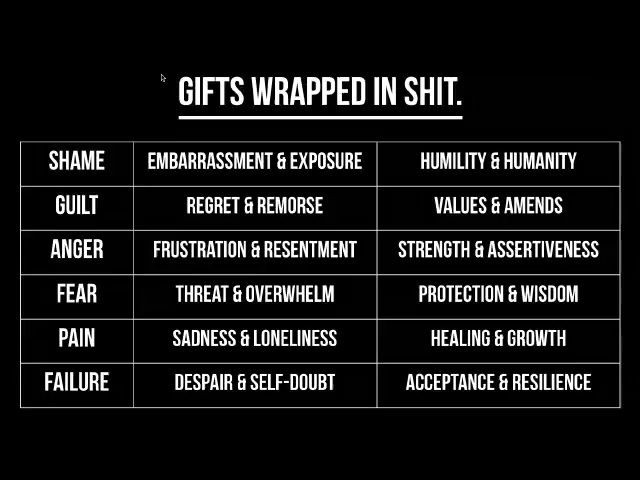 GIFTS WRAPPED IN SHIT.
SHAME EMBARRASSMENT & EXPOSURE HUMILITY & HUMANITY
GUILT REGRET & REMORSE VALUES & AMENDS
ANGER FRUSTRATION & RESENTMENT STRENGTH & ASSERTIVENESS
FEAR THREAT & OVERWHELM PROTECTION & WISDOM
PAIN SADNESS & LONELINESS HEALING & GROWTH
FAILURE DESPAIR & SELF-DOUBT ACCEPTANCE & RESILIENCE